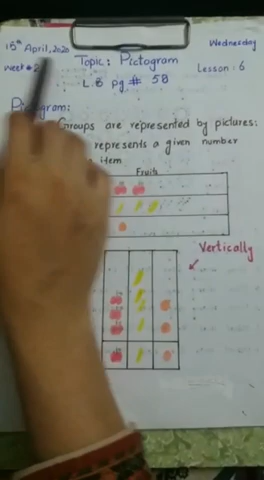 15th April, 2020
Wednesday
Week # 2
Topic: Pictogram
Lesson: 6
L.B pg # 58
Pictogram:
Groups are represented by pictures.
represents a given number
item
Fruits
Vertically